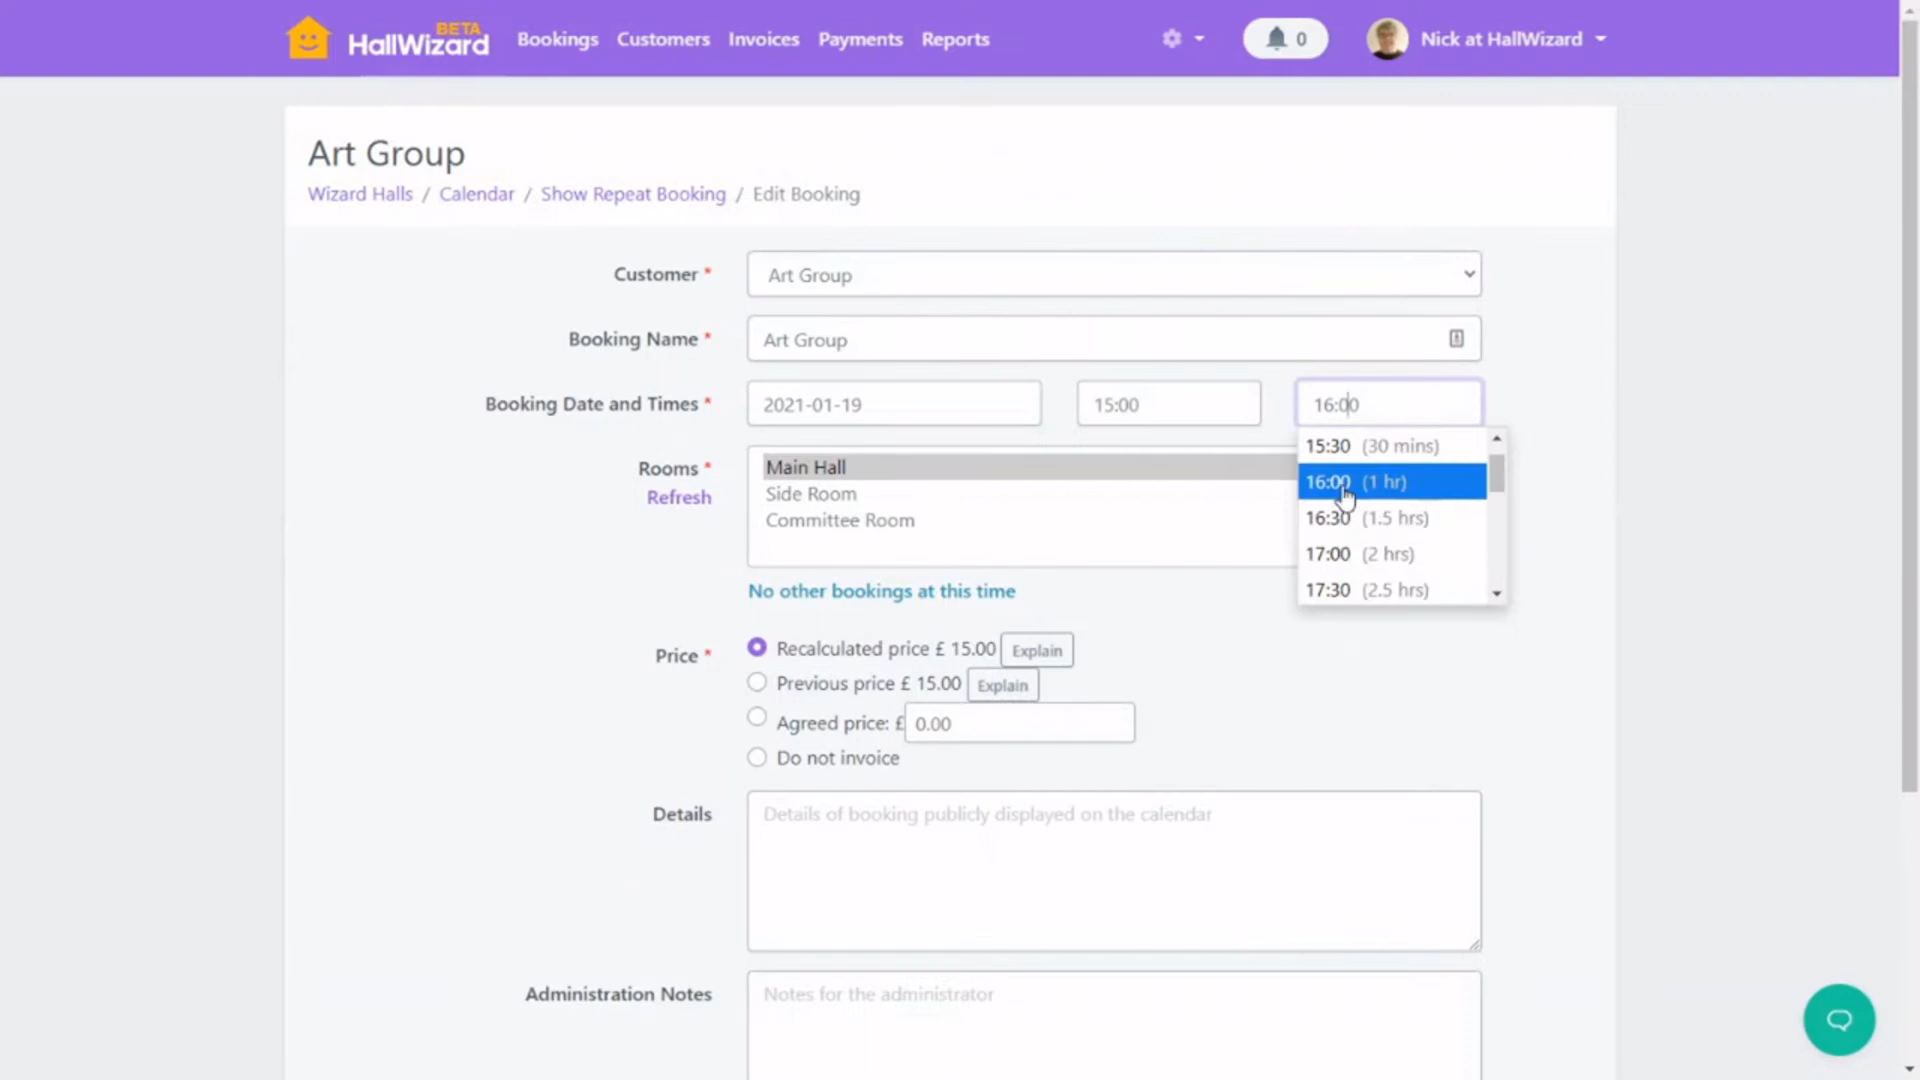 BETA
HallWizard Bookings Customers Invoices Payments Reports 0 Nick at HallWizard
Art Group
Wizard Halls / Calendar / Show Repeat Booking / Edit Booking
Customer * Art Group
Booking Name * Art Group
Booking Date and Times * 2021-01-19 15:00 16:00
15:30 (30 mins)
16:00 (1 hr)
16:30 (1.5 hrs)
17:00 (2 hrs)
17:30 (2.5 hrs)
Rooms * Main Hall
Refresh Side Room
Committee Room
No other bookings at this time
Price * Recalculated price £ 15.00 Explain
Previous price £ 15.00 Explain
Agreed price: £ 0.00
Do not invoice
Details Details of booking publicly displayed on the calendar
Administration Notes Notes for the administrator